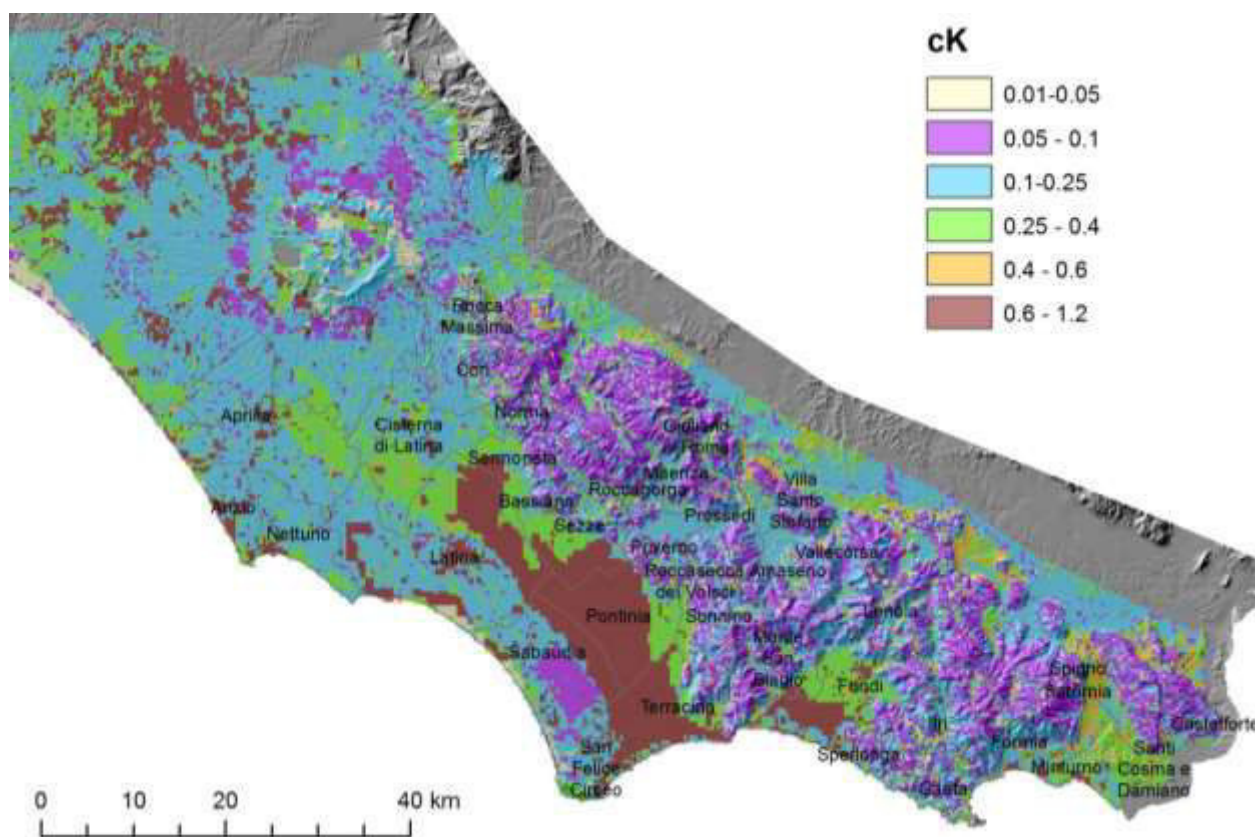 cK
0.01-0.05
0.05 - 0.1
0.1-0.25
0.25 - 0.4
0.4 - 0.6
0.6 - 1.2
Rocca
Massima
Cori
Norma
Aprilia
Cisterna
di Latina
Giuliano
Roma
Sermoneta
Maenza
Villa
Santo
Stefano
Bassiano
Roccagorga
Prossedi
Anzio
Nettuno
Sezze
Latina
Priverno
Vallecorsa
Roccasecca
dei Volsci
Amaseno
Pontinia
Sonnino
Lenola
Sabaudia
Monte
San
Biagio
Fondi
Spigno
Saturnia
Terracina
Itri
Castelforte
San
Felice
Circeo
Sperlonga
Formia
Gaeta
Minturno
Santi
Cosma e
Damiano
0 10 20 40 km